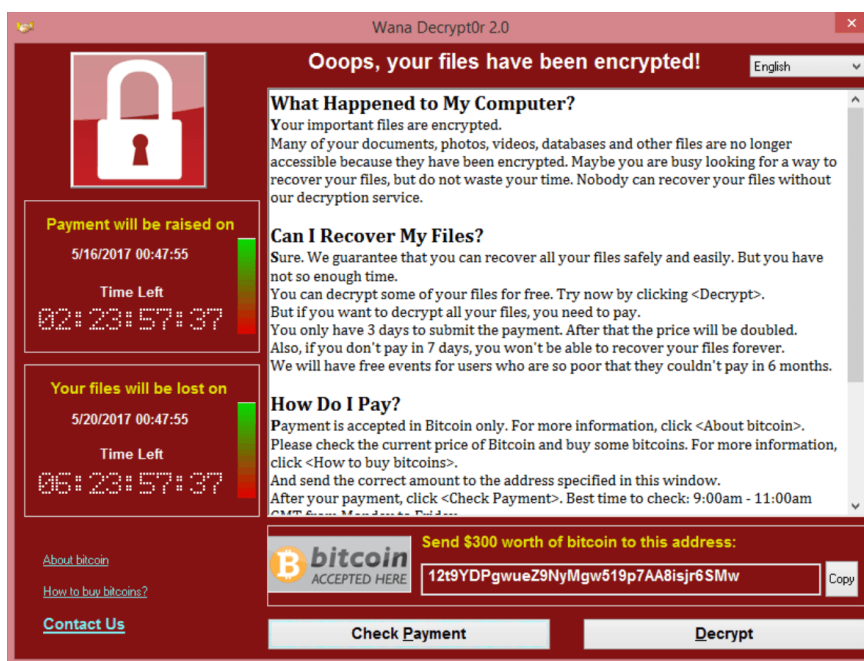 Wana Decrypt0r 2.0
Ooops, your files have been encrypted!
English
Payment will be raised on
5/16/2017 00:47:55
Time Left
02:23:57:37
Your files will be lost on
5/20/2017 00:47:55
Time Left
06:23:57:37
About bitcoin
How to buy bitcoins?
Contact Us
What Happened to My Computer?
Your important files are encrypted.
Many of your documents, photos, videos, databases and other files are no longer
accessible because they have been encrypted. Maybe you are busy looking for a way to
recover your files, but do not waste your time. Nobody can recover your files without
our decryption service.
Can I Recover My Files?
Sure. We guarantee that you can recover all your files safely and easily. But you have
not so enough time.
You can decrypt some of your files for free. Try now by clicking <Decrypt>.
But if you want to decrypt all your files, you need to pay.
You only have 3 days to submit the payment. After that the price will be doubled.
Also, if you don't pay in 7 days, you won't be able to recover your files forever.
We will have free events for users who are so poor that they couldn't pay in 6 months.
How Do I Pay?
Payment is accepted in Bitcoin only. For more information, click <About bitcoin>.
Please check the current price of Bitcoin and buy some bitcoins. For more information,
click <How to buy bitcoins>.
And send the correct amount to the address specified in this window.
After your payment, click <Check Payment>. Best time to check: 9:00am - 11:00am
GMT from Monday to Friday.
bitcoin
ACCEPTED HERE
Send $300 worth of bitcoin to this address:
12t9YDPgwueZ9NyMgw519p7AA8isjr6SMw
Copy
Check Payment
Decrypt